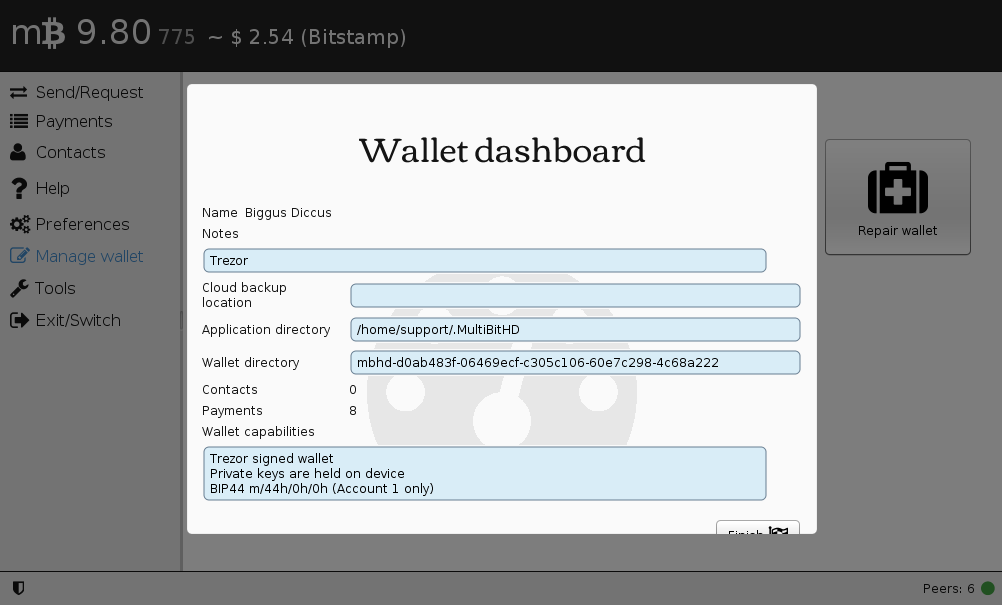 mɃ 9.80 775 ~ $ 2.54 (Bitstamp)
Send/Request
Payments
Contacts
Help
Preferences
Manage wallet
Tools
Exit/Switch
Wallet dashboard
Name Biggus Diccus
Notes
Trezor
Cloud backup
location
Application directory /home/support/.MultiBitHD
Wallet directory mbhd-d0ab483f-06469ecf-c305c106-60e7c298-4c68a222
Contacts 0
Payments 8
Wallet capabilities
Trezor signed wallet
Private keys are held on device
BIP44 m/44h/0h/0h (Account 1 only)
Finish
Repair wallet
Peers: 6